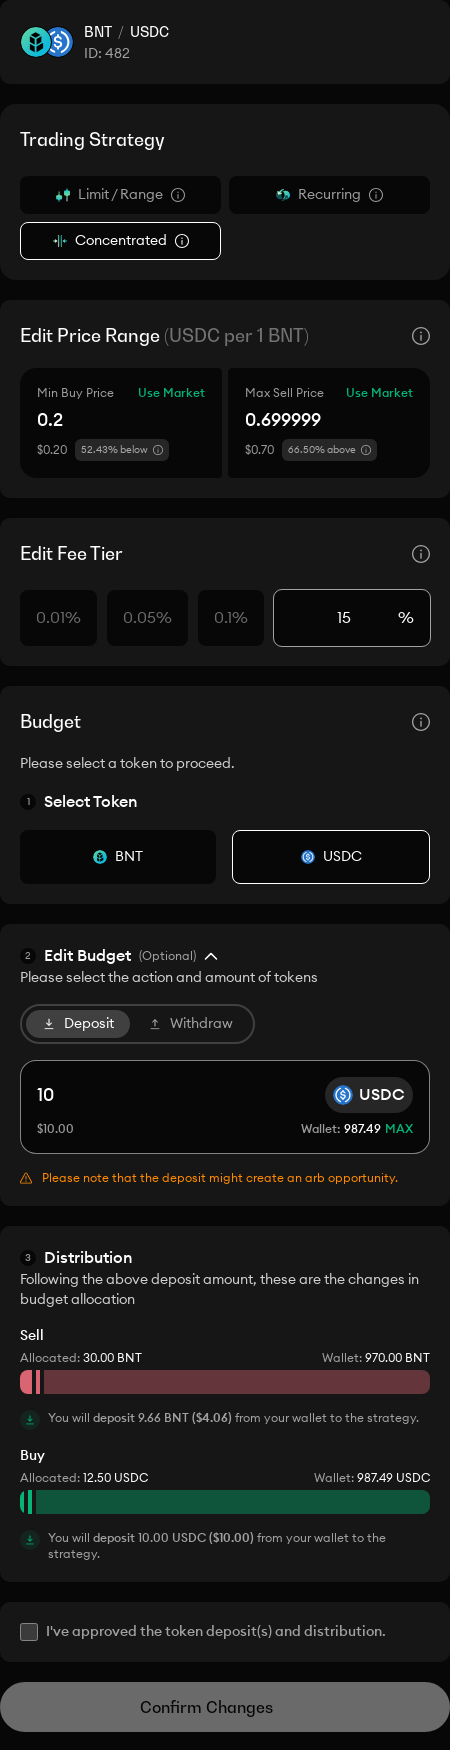 BNT / USDC
ID: 482
Trading Strategy
Limit / Range
Recurring
Concentrated
Edit Price Range (USDC per 1 BNT)
Min Buy Price Use Market
0.2
$0.20 52.43% below
Max Sell Price Use Market
0.699999
$0.70 66.50% above
Edit Fee Tier
0.01% 0.05% 0.1% 15 %
Budget
Please select a token to proceed.
1 Select Token
BNT
USDC
2 Edit Budget (Optional)
Please select the action and amount of tokens
Deposit Withdraw
10 USDC
$10.00 Wallet: 987.49 MAX
Please note that the deposit might create an arb opportunity.
3 Distribution
Following the above deposit amount, these are the changes in
budget allocation
Sell
Allocated: 30.00 BNT Wallet: 970.00 BNT
You will deposit 9.66 BNT ($4.06) from your wallet to the strategy.
Buy
Allocated: 12.50 USDC Wallet: 987.49 USDC
You will deposit 10.00 USDC ($10.00) from your wallet to the
strategy.
I've approved the token deposit(s) and distribution.
Confirm Changes